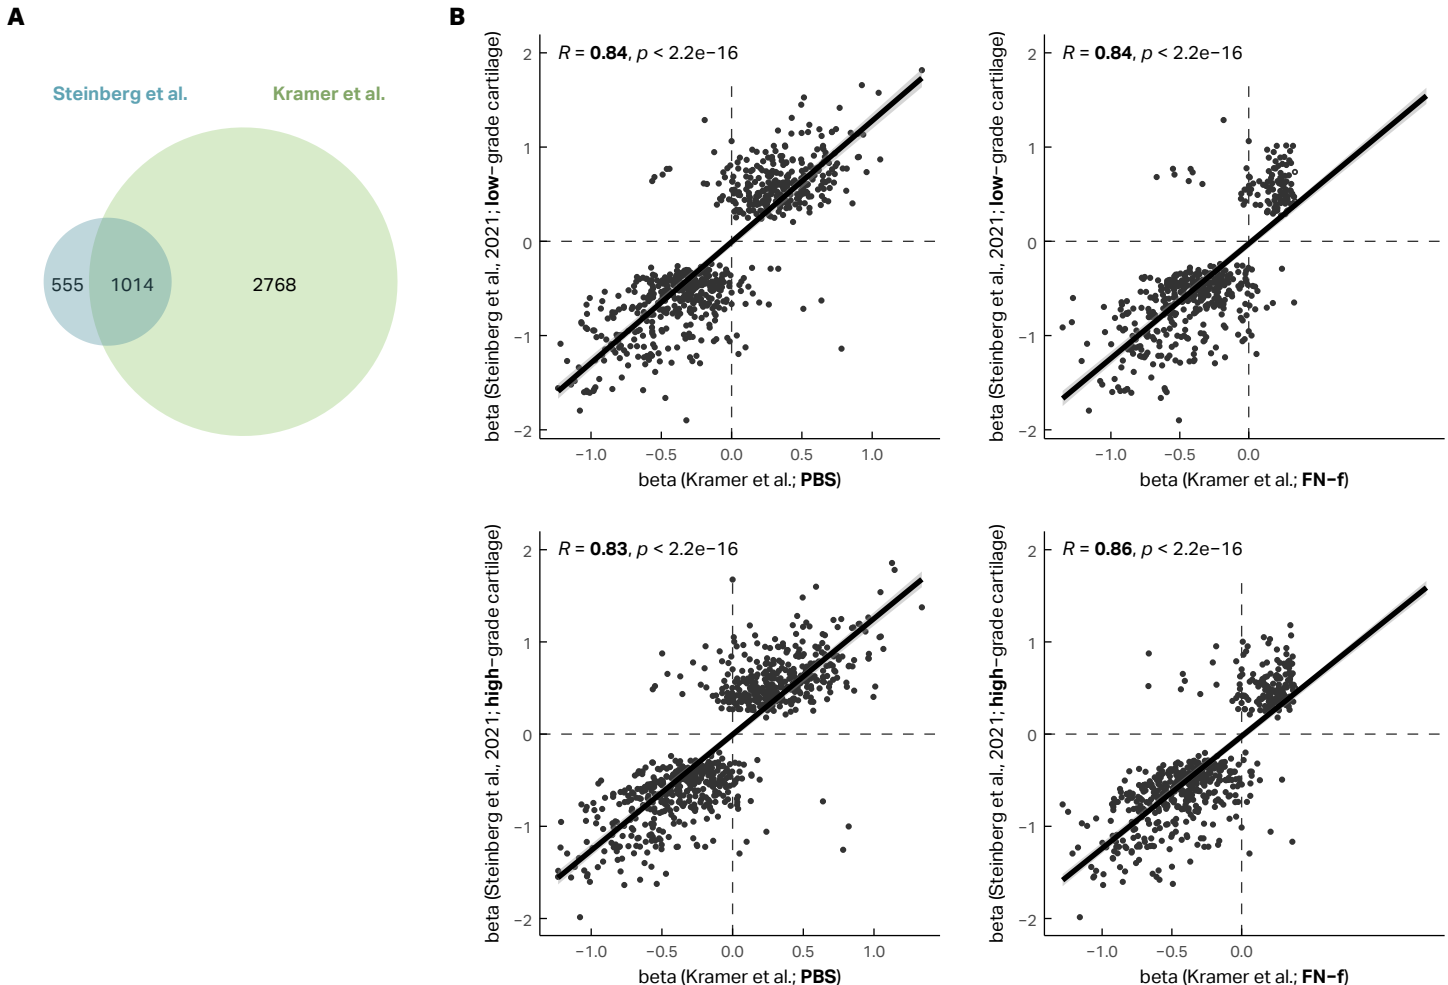 A
Steinberg et al.
Kramer et al.
555
1014
2768
B
beta (Steinberg et al., 2021; low−grade cartilage)
R = 0.84, p < 2.2e−16
2
1
0
−1
−2
−1.0
−0.5
0.0
0.5
1.0
beta (Kramer et al.; PBS)
beta (Steinberg et al., 2021; low−grade cartilage)
R = 0.84, p < 2.2e−16
2
1
0
−1
−2
−1.0
−0.5
0.0
beta (Kramer et al.; FN−f)
beta (Steinberg et al., 2021; high−grade cartilage)
R = 0.83, p < 2.2e−16
2
1
0
−1
−2
−1.0
−0.5
0.0
0.5
1.0
beta (Kramer et al.; PBS)
beta (Steinberg et al., 2021; high−grade cartilage)
R = 0.86, p < 2.2e−16
2
1
0
−1
−2
−1.0
−0.5
0.0
beta (Kramer et al.; FN−f)